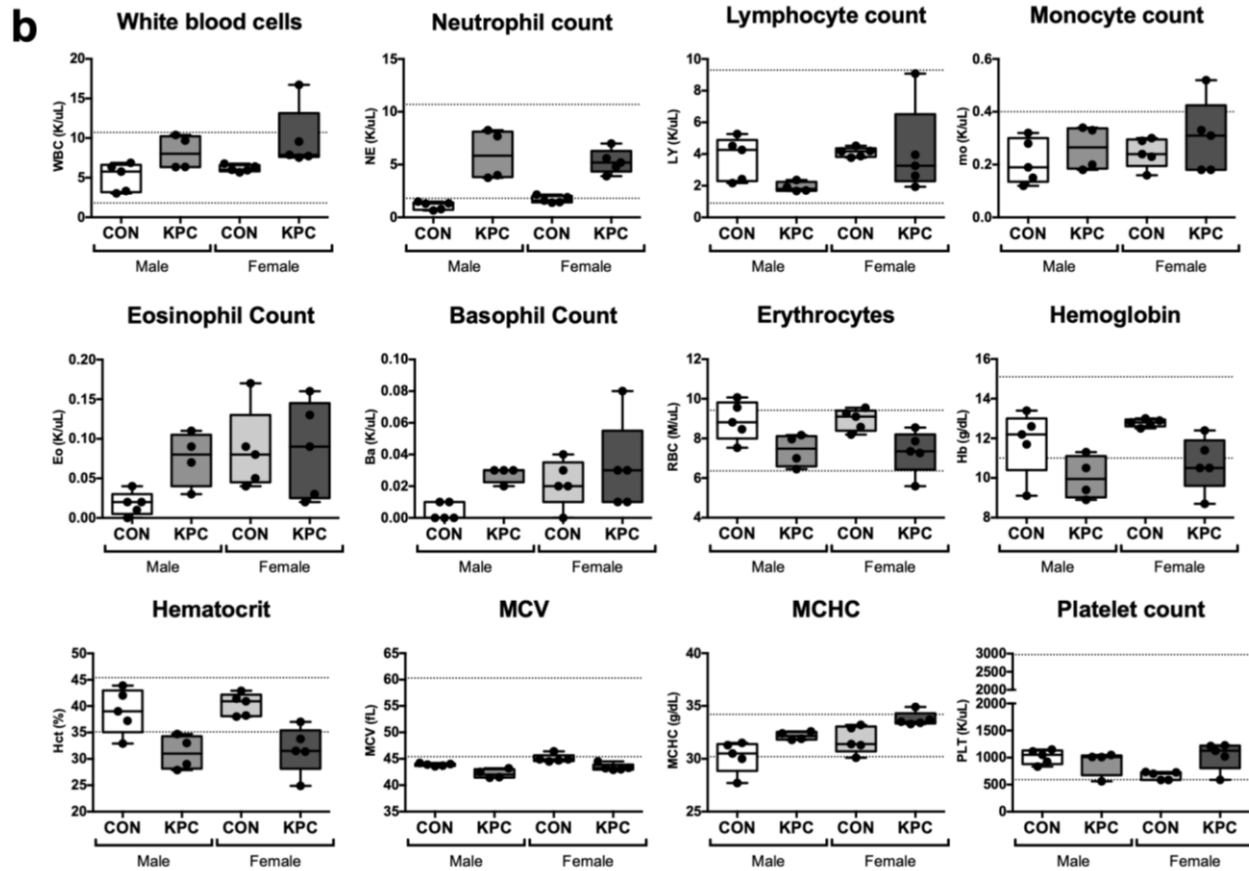 b
White blood cells
Neutrophil count
Lymphocyte count
Monocyte count
WBC (K/uL)
20
15
10
5
0
CON KPC CON KPC
Male Female
NE (K/uL)
15
10
5
0
CON KPC CON KPC
Male Female
LY (K/uL)
10
8
6
4
2
0
CON KPC CON KPC
Male Female
mo (K/uL)
0.6
0.4
0.2
0.0
CON KPC CON KPC
Male Female
Eosinophil Count
Basophil Count
Erythrocytes
Hemoglobin
Eo (K/uL)
0.20
0.15
0.10
0.05
0.00
CON KPC CON KPC
Male Female
Ba (K/uL)
0.10
0.08
0.06
0.04
0.02
0.00
CON KPC CON KPC
Male Female
RBC (M/uL)
12
10
8
6
4
CON KPC CON KPC
Male Female
Hb (g/dL)
16
14
12
10
8
CON KPC CON KPC
Male Female
Hematocrit
MCV
MCHC
Platelet count
Hct (%)
50
45
40
35
30
25
20
CON KPC CON KPC
Male Female
MCV (fL)
65
60
55
50
45
40
35
CON KPC CON KPC
Male Female
MCHC (g/dL)
40
35
30
25
CON KPC CON KPC
Male Female
PLT (K/uL)
3000
2500
2000
2000
1500
1000
500
0
CON KPC CON KPC
Male Female